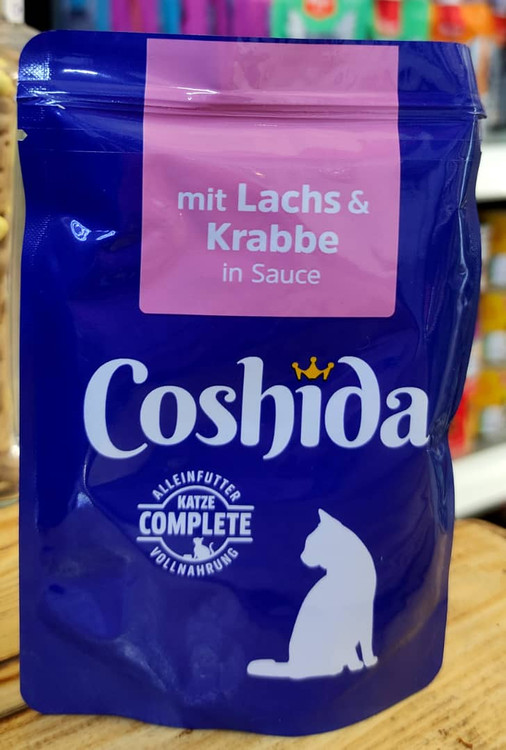 mit Lachs &
Krabbe
in Sauce
Coshida
ALLEINFUTTER
KATZE
COMPLETE
VOLLNAHRUNG